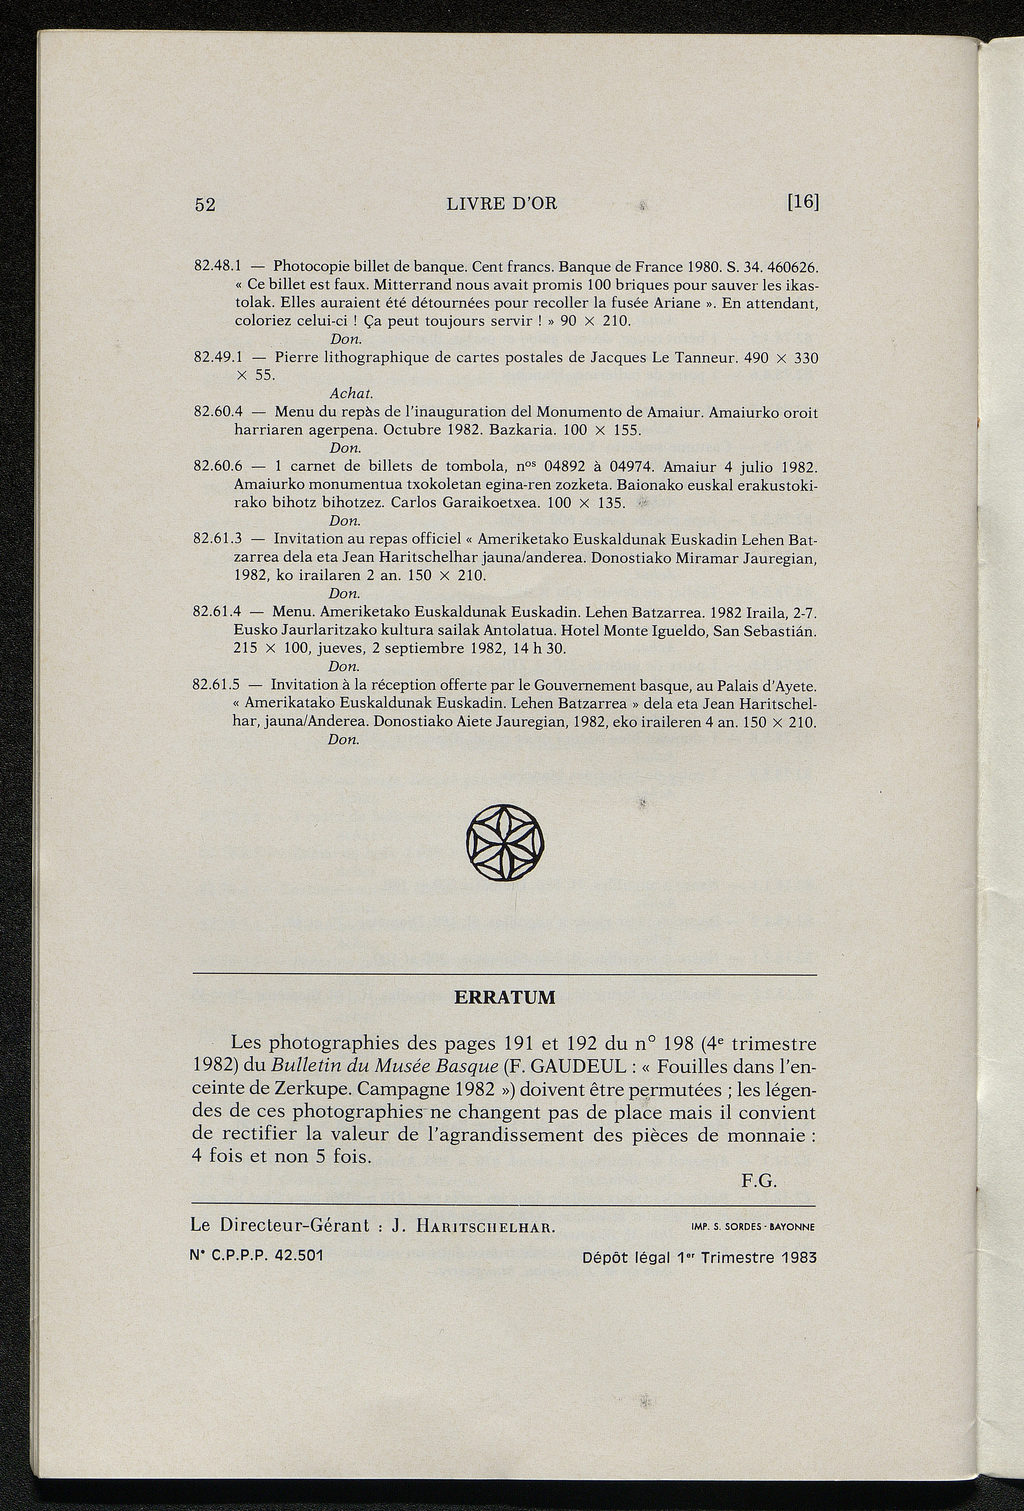 52 LIVRE D'OR [16]
82.48.1 — Photocopie billet de banque. Cent francs. Banque de France 1980. S. 34. 460626.
« Ce billet est faux. Mitterrand nous avait promis 100 briques pour sauver les ikas-
tolak. Elles auraient été détournées pour recoller la fusée Ariane ». En attendant,
coloriez celui-ci ! Ça peut toujours servir ! » 90 × 210.
Don.
82.49.1 — Pierre lithographique de cartes postales de Jacques Le Tanneur. 490 × 330
× 55.
Achat.
82.60.4 — Menu du repàs de l'inauguration del Monumento de Amaiur. Amaiurko oroit
harriaren agerpena. Octubre 1982. Bazkaria. 100 × 155.
Don.
82.60.6 — 1 carnet de billets de tombola, nos 04892 à 04974. Amaiur 4 julio 1982.
Amaiurko monumentua txokoletan egina-ren zozketa. Baionako euskal erakustoki-
rako bihotz bihotzez. Carlos Garaikoetxea. 100 × 135.
Don.
82.61.3 — Invitation au repas officiel « Ameriketako Euskaldunak Euskadin Lehen Bat-
zarrea dela eta Jean Haritschelhar jauna/anderea. Donostiako Miramar Jauregian,
1982, ko irailaren 2 an. 150 × 210.
Don.
82.61.4 — Menu. Ameriketako Euskaldunak Euskadin. Lehen Batzarrea. 1982 Iraila, 2-7.
Eusko Jaurlaritzako kultura sailak Antolatua. Hotel Monte Igueldo, San Sebastián.
215 × 100, jueves, 2 septiembre 1982, 14 h 30.
Don.
82.61.5 — Invitation à la réception offerte par le Gouvernement basque, au Palais d'Ayete.
« Amerikatako Euskaldunak Euskadin. Lehen Batzarrea » dela eta Jean Haritschel-
har, jauna/Anderea. Donostiako Aiete Jauregian, 1982, eko iraileren 4 an. 150 × 210.
Don.
ERRATUM
Les photographies des pages 191 et 192 du n° 198 (4e trimestre
1982) du Bulletin du Musée Basque (F. GAUDEUL : « Fouilles dans l'en-
ceinte de Zerkupe. Campagne 1982 ») doivent être permutées ; les légen-
des de ces photographies ne changent pas de place mais il convient
de rectifier la valeur de l'agrandissement des pièces de monnaie :
4 fois et non 5 fois.
F.G.
Le Directeur-Gérant : J. HARITSCHELHAR. IMP. S. SORDES - BAYONNE
N° C.P.P.P. 42.501 Dépôt légal 1er Trimestre 1983